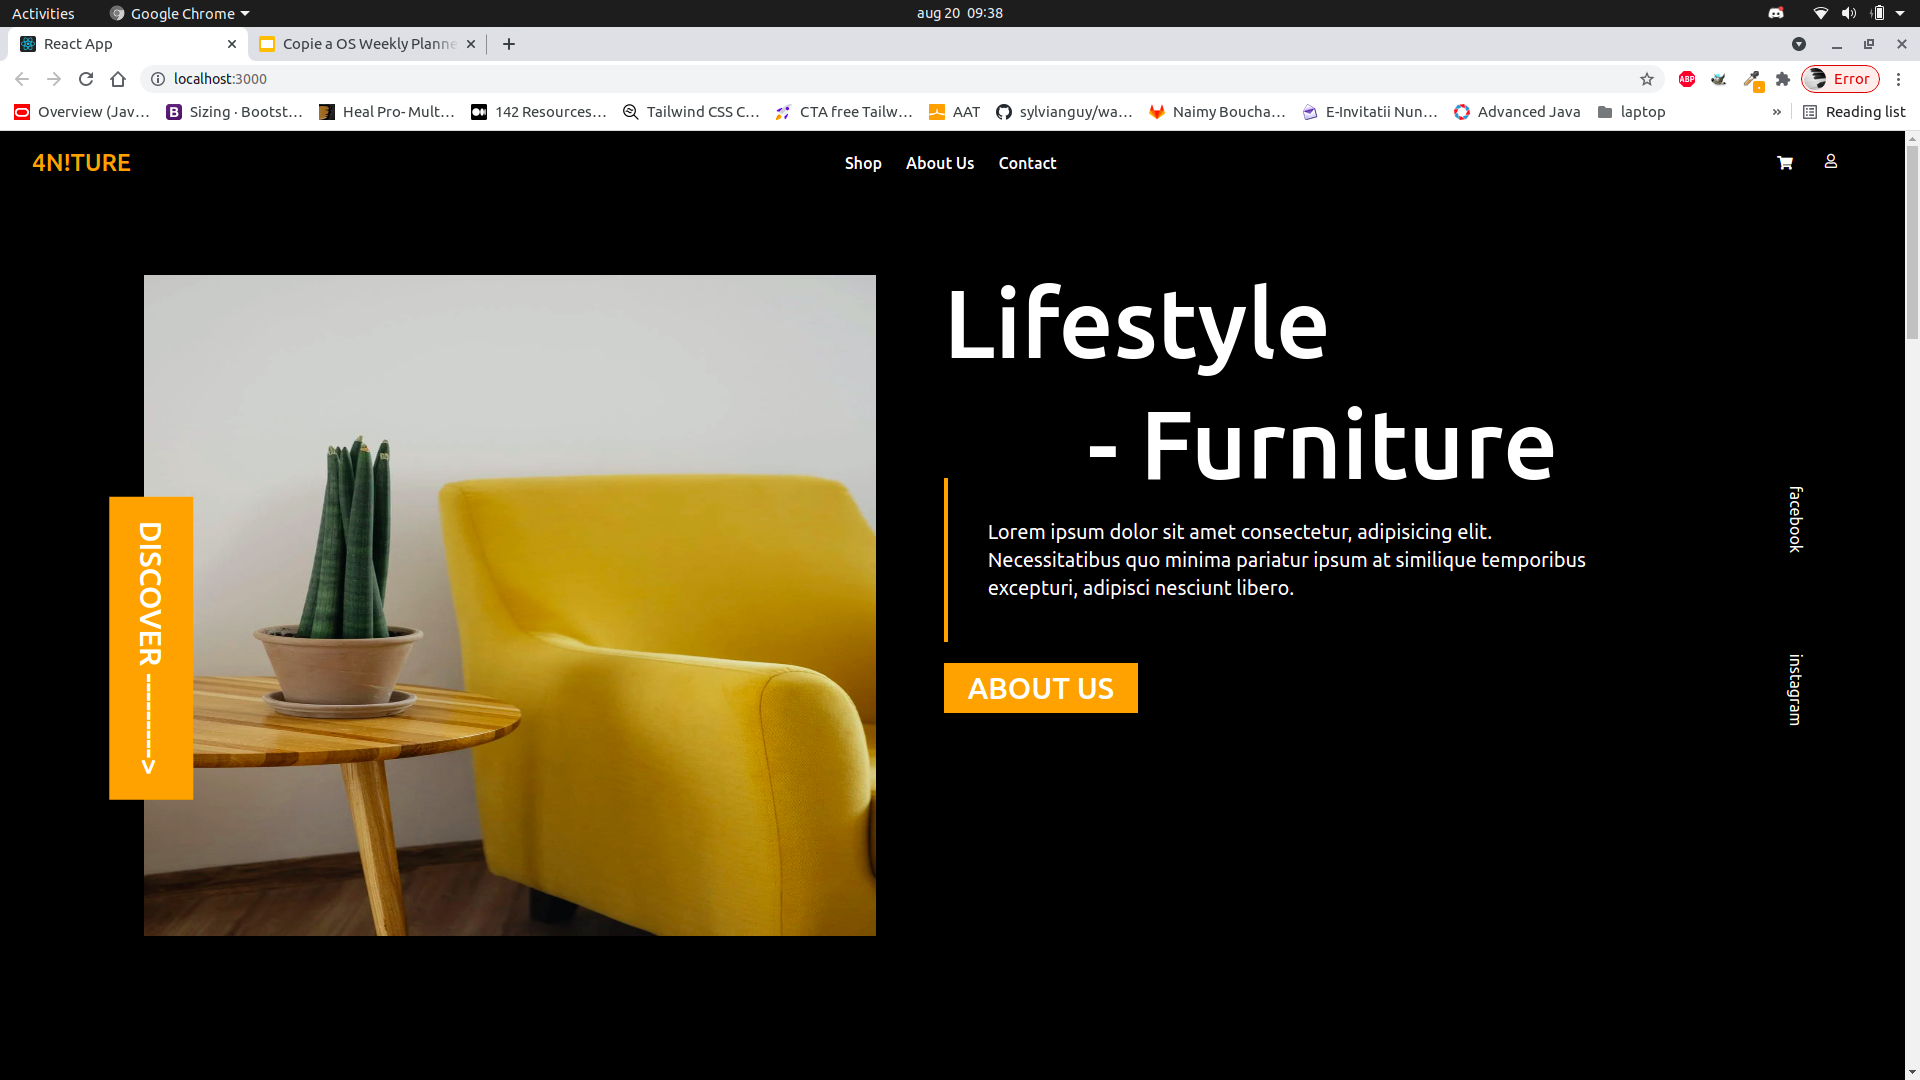 Activities
Google Chrome
aug 20 09:38
React App
Copie a OS Weekly Planne
localhost:3000
ABP
Error
Overview (Jav…
B
Sizing · Bootst…
Heal Pro- Mult…
142 Resources…
Tailwind CSS C…
CTA free Tailw…
AAT
sylvianguy/wa…
Naimy Boucha…
E-Invitatii Nun…
Advanced Java
laptop
»
Reading list
4N!TURE
Shop
About Us
Contact
Lifestyle
- Furniture
Lorem ipsum dolor sit amet consectetur, adipisicing elit.
Necessitatibus quo minima pariatur ipsum at similique temporibus
excepturi, adipisci nesciunt libero.
ABOUT US
DISCOVER ---------->
facebook
instagram